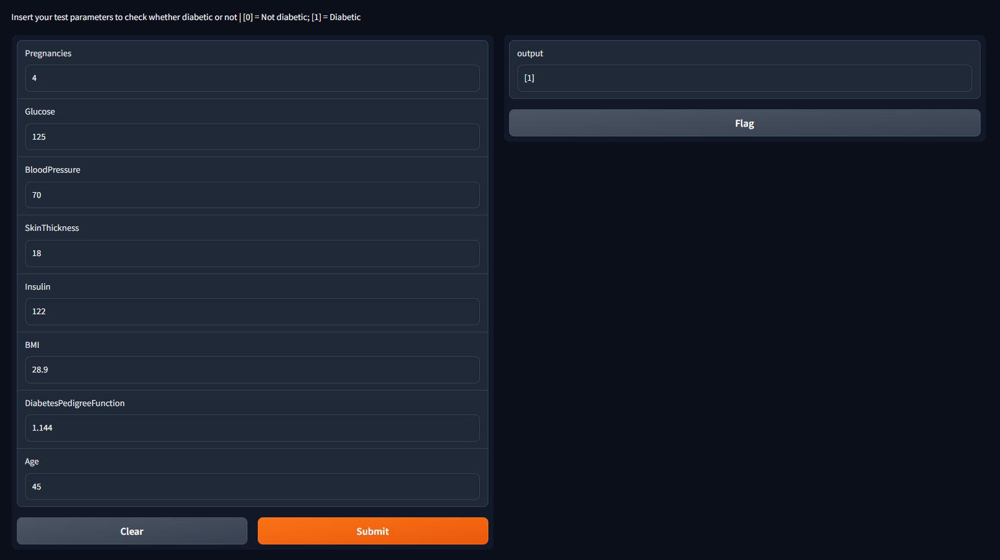 Insert your test parameters to check whether diabetic or not | [0] = Not diabetic; [1] = Diabetic
Pregnancies
4
Glucose
125
BloodPressure
70
SkinThickness
18
Insulin
122
BMI
28.9
DiabetesPedigreeFunction
1.144
Age
45
Clear
Submit
output
[1]
Flag